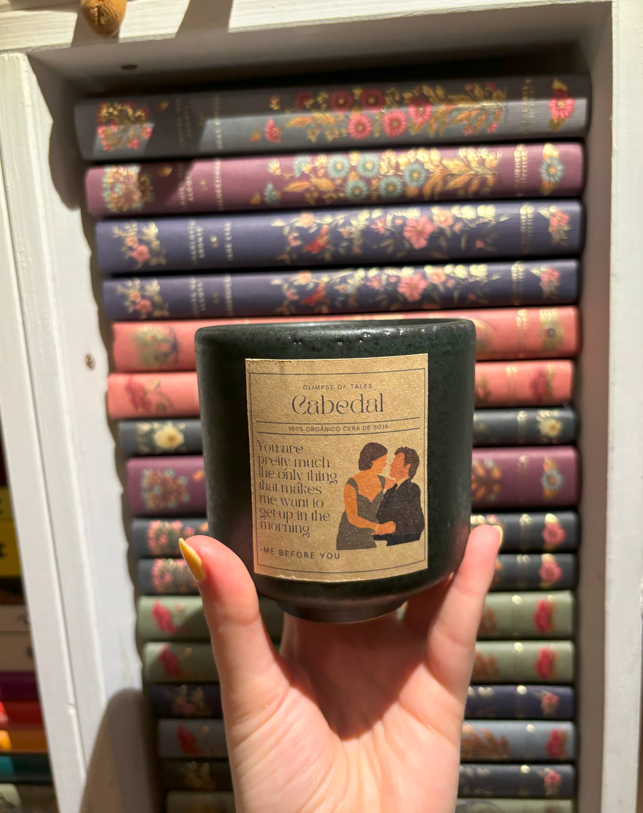 GLIMPSE OF TALES
Cabedal
100% ORGÂNICO CERA DE SOJA
You are
pretty much
the only thing
that makes
me want to
get up in the
morning
-ME BEFORE YOU